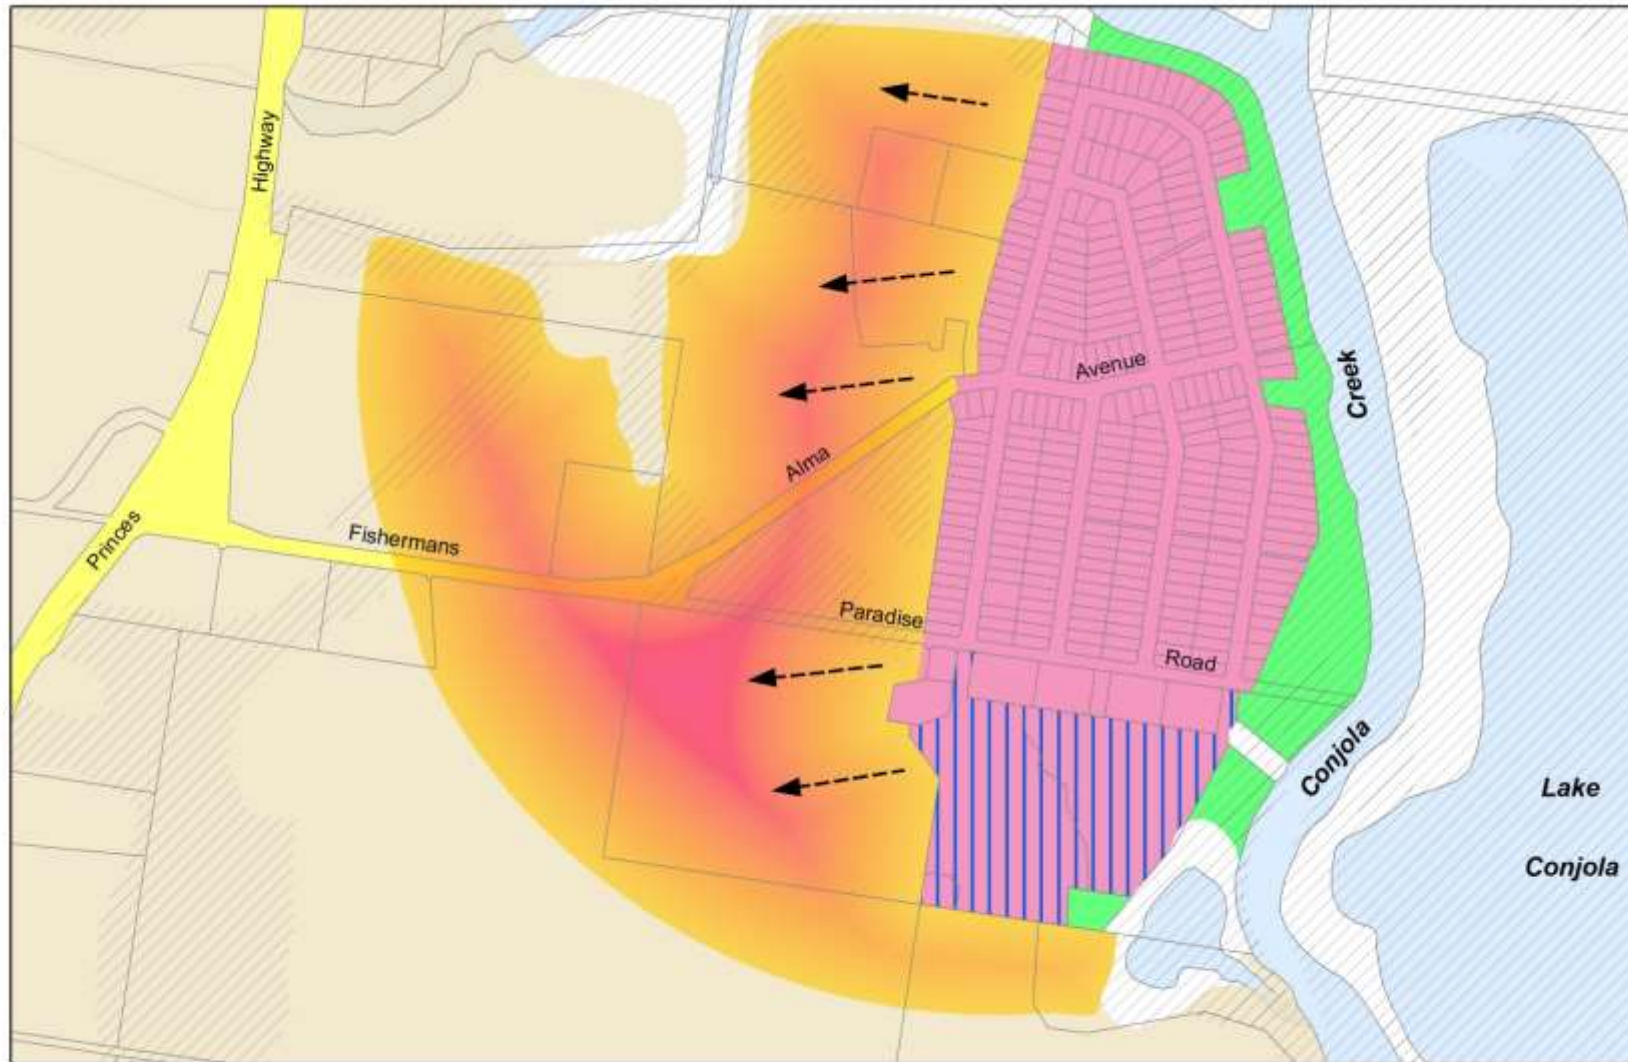 Highway
Princes
Fishermans
Alma
Avenue
Paradise
Road
Creek
Conjola
Lake
Conjola